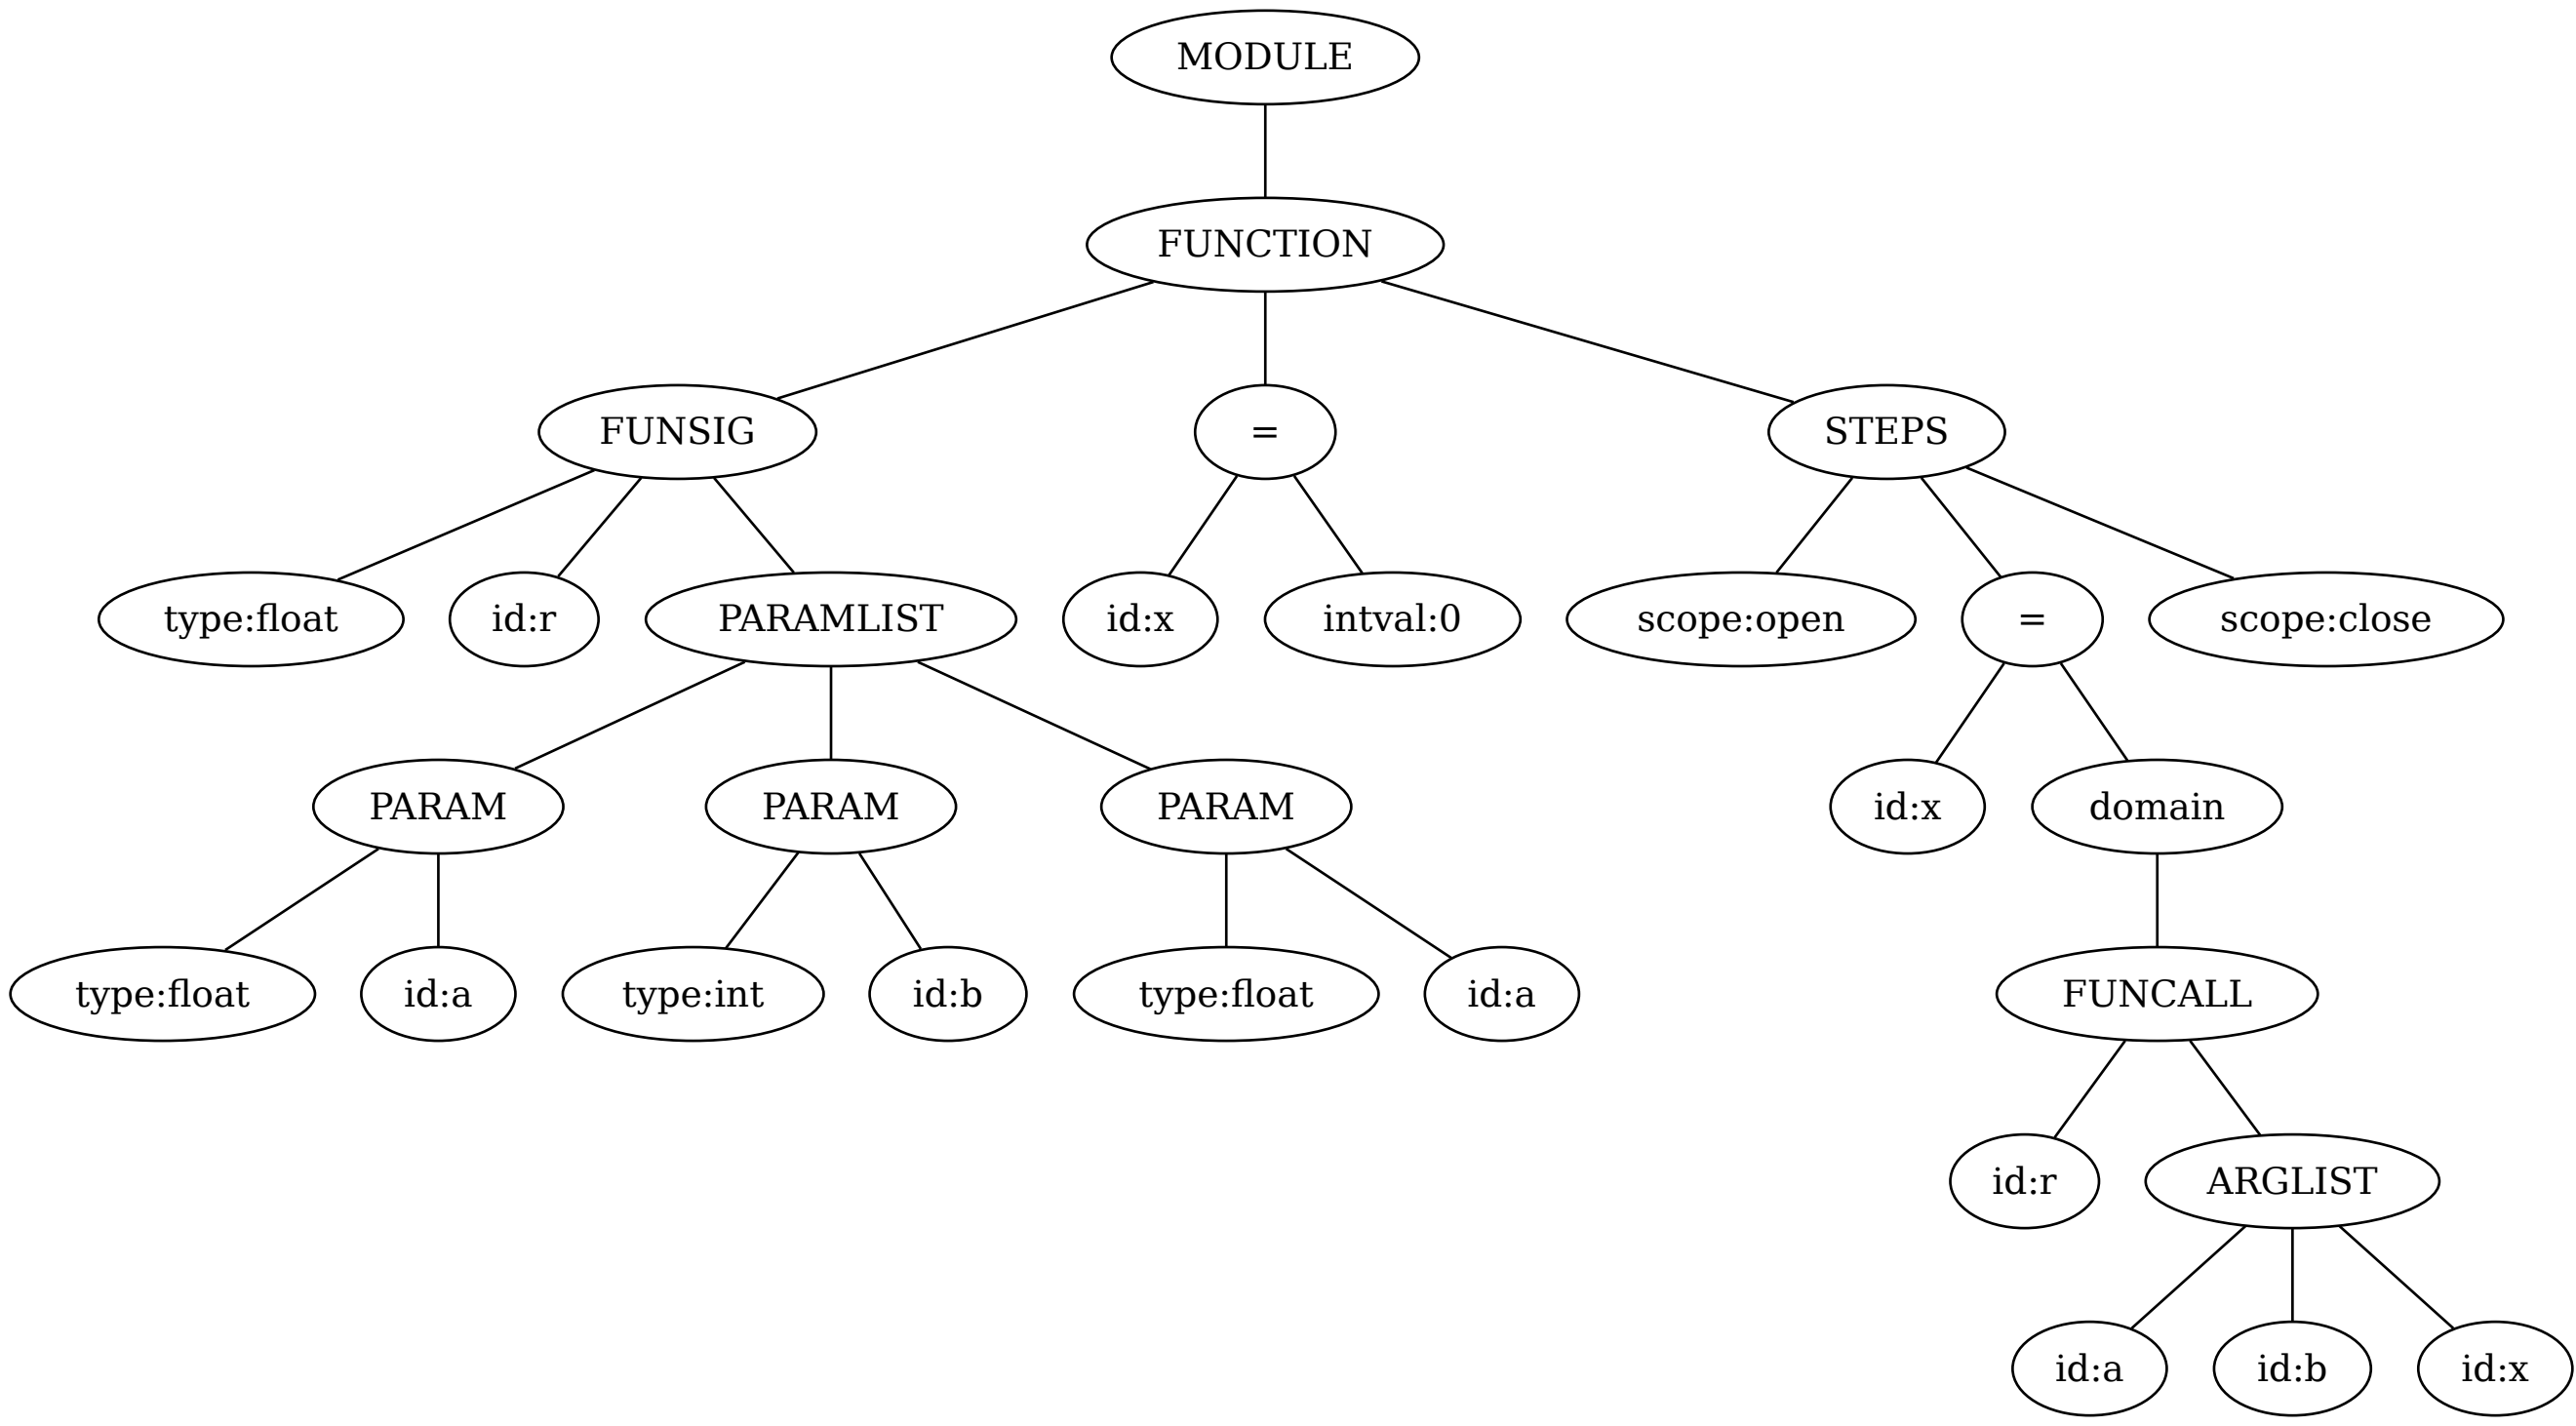 MODULE
FUNCTION
FUNSIG
=
STEPS
type:float
id:r
PARAMLIST
id:x
intval:0
scope:open
=
scope:close
PARAM
PARAM
PARAM
id:x
domain
type:float
id:a
type:int
id:b
type:float
id:a
FUNCALL
id:r
ARGLIST
id:a
id:b
id:x